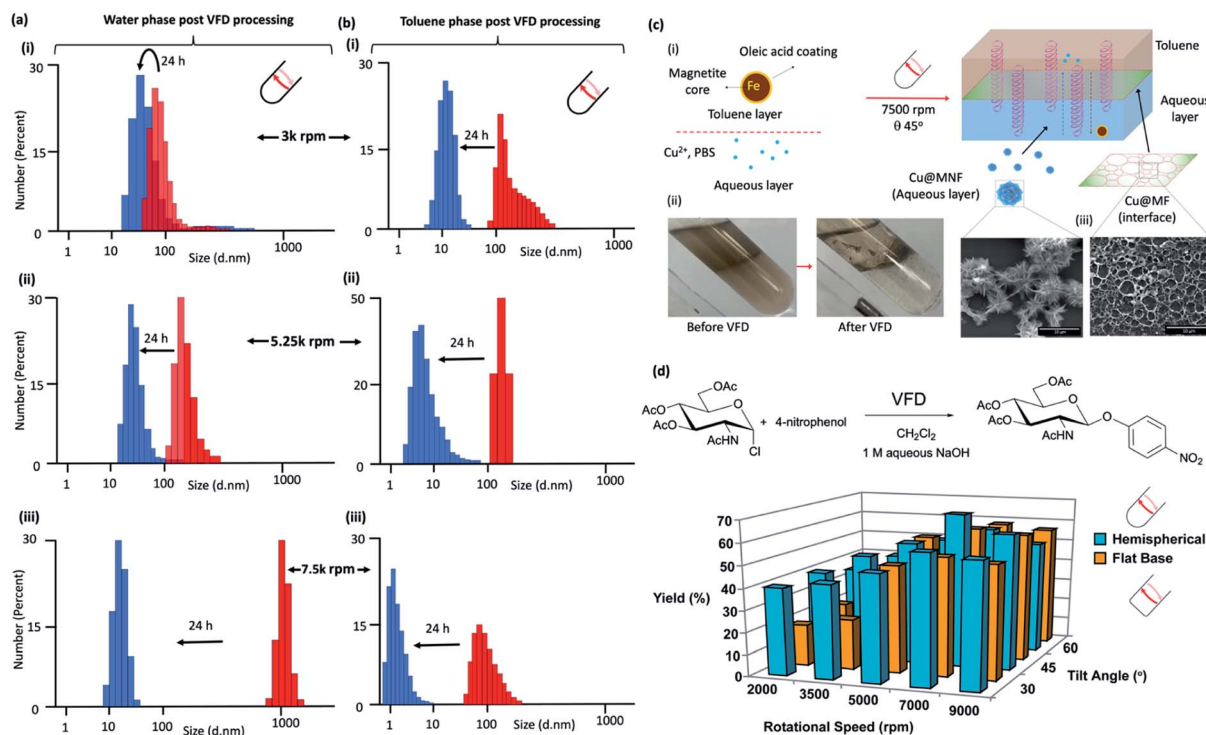 (a)
Water phase post VFD processing
(i)
30
15
0
Number (Percent)
24 h
1
10
100
1000
Size (d.nm)
3k rpm
(ii)
30
15
0
Number (Percent)
24 h
1
10
100
1000
Size (d.nm)
5.25k rpm
(iii)
30
15
0
Number (Percent)
24 h
1
10
100
1000
Size (d.nm)
7.5k rpm
(b)
Toluene phase post VFD processing
(i)
30
15
0
24 h
1
10
100
1000
Size (d.nm)
(ii)
50
20
0
24 h
1
10
100
1000
Size (d.nm)
(iii)
30
15
0
24 h
1
10
100
1000
Size (d.nm)
(c)
(i)
Oleic acid coating
Magnetite
core
Fe
Toluene layer
Cu²⁺, PBS
Aqueous layer
7500 rpm
θ 45°
Toluene
Aqueous
layer
Cu@MNF
(Aqueous layer)
Cu@MF
(interface)
(ii)
Before VFD
After VFD
(iii)
10 µm
10 µm
(d)
OAc
AcO
AcO
AcHN
Cl
O
+ 4-nitrophenol
VFD
CH₂Cl₂
1 M aqueous NaOH
OAc
AcO
AcO
AcHN
O
O
NO₂
70
60
50
40
30
20
10
0
Yield (%)
2000
3500
5000
7000
9000
Rotational Speed (rpm)
30
45
60
Tilt Angle (°)
Hemispherical
Flat Base